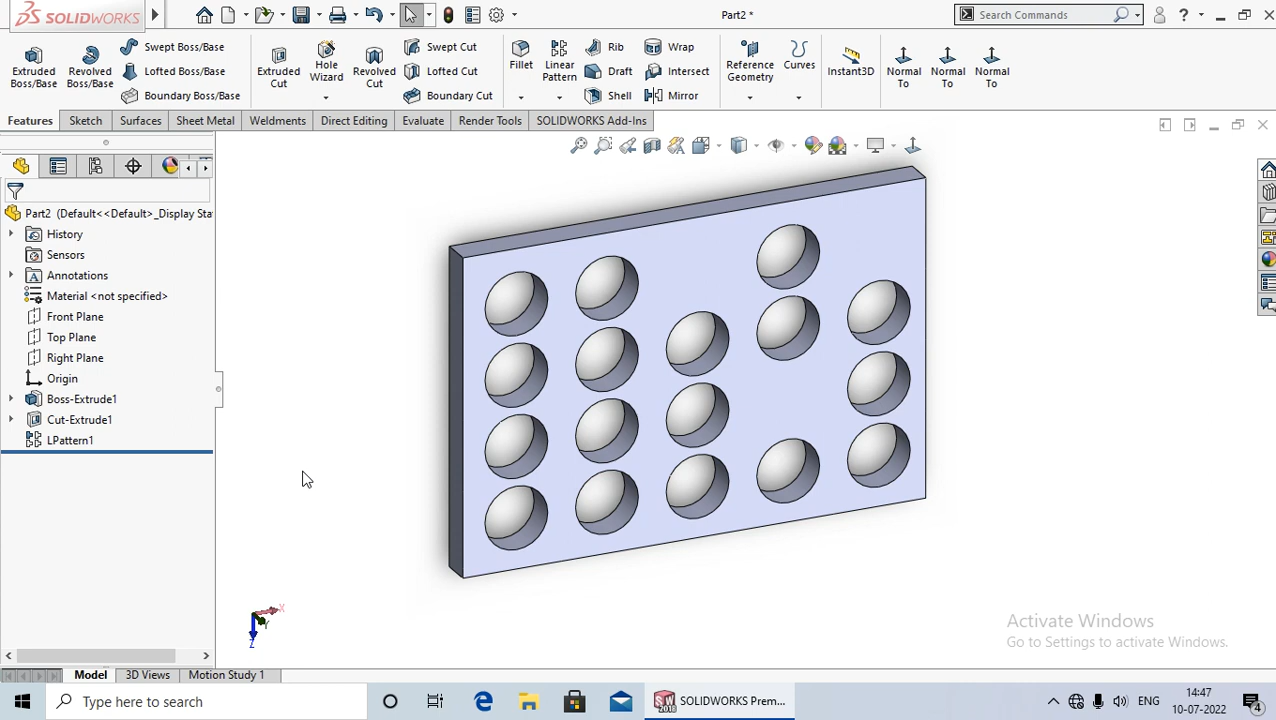 SOLIDWORKS
Part2 *
Search Commands
Extruded Boss/Base
Revolved Boss/Base
Swept Boss/Base
Lofted Boss/Base
Boundary Boss/Base
Extruded Cut
Hole Wizard
Revolved Cut
Swept Cut
Lofted Cut
Boundary Cut
Fillet
Linear Pattern
Rib
Draft
Shell
Wrap
Intersect
Mirror
Reference Geometry
Curves
Instant3D
Normal To
Normal To
Normal To
Features
Sketch
Surfaces
Sheet Metal
Weldments
Direct Editing
Evaluate
Render Tools
SOLIDWORKS Add-Ins
Part2 (Default<<Default>_Display Sta
History
Sensors
Annotations
Material <not specified>
Front Plane
Top Plane
Right Plane
Origin
Boss-Extrude1
Cut-Extrude1
LPattern1
X
Y
Z
Activate Windows
Go to Settings to activate Windows.
Model
3D Views
Motion Study 1
Type here to search
SW
2018
SOLIDWORKS Prem...
ENG
14:47
10-07-2022
4